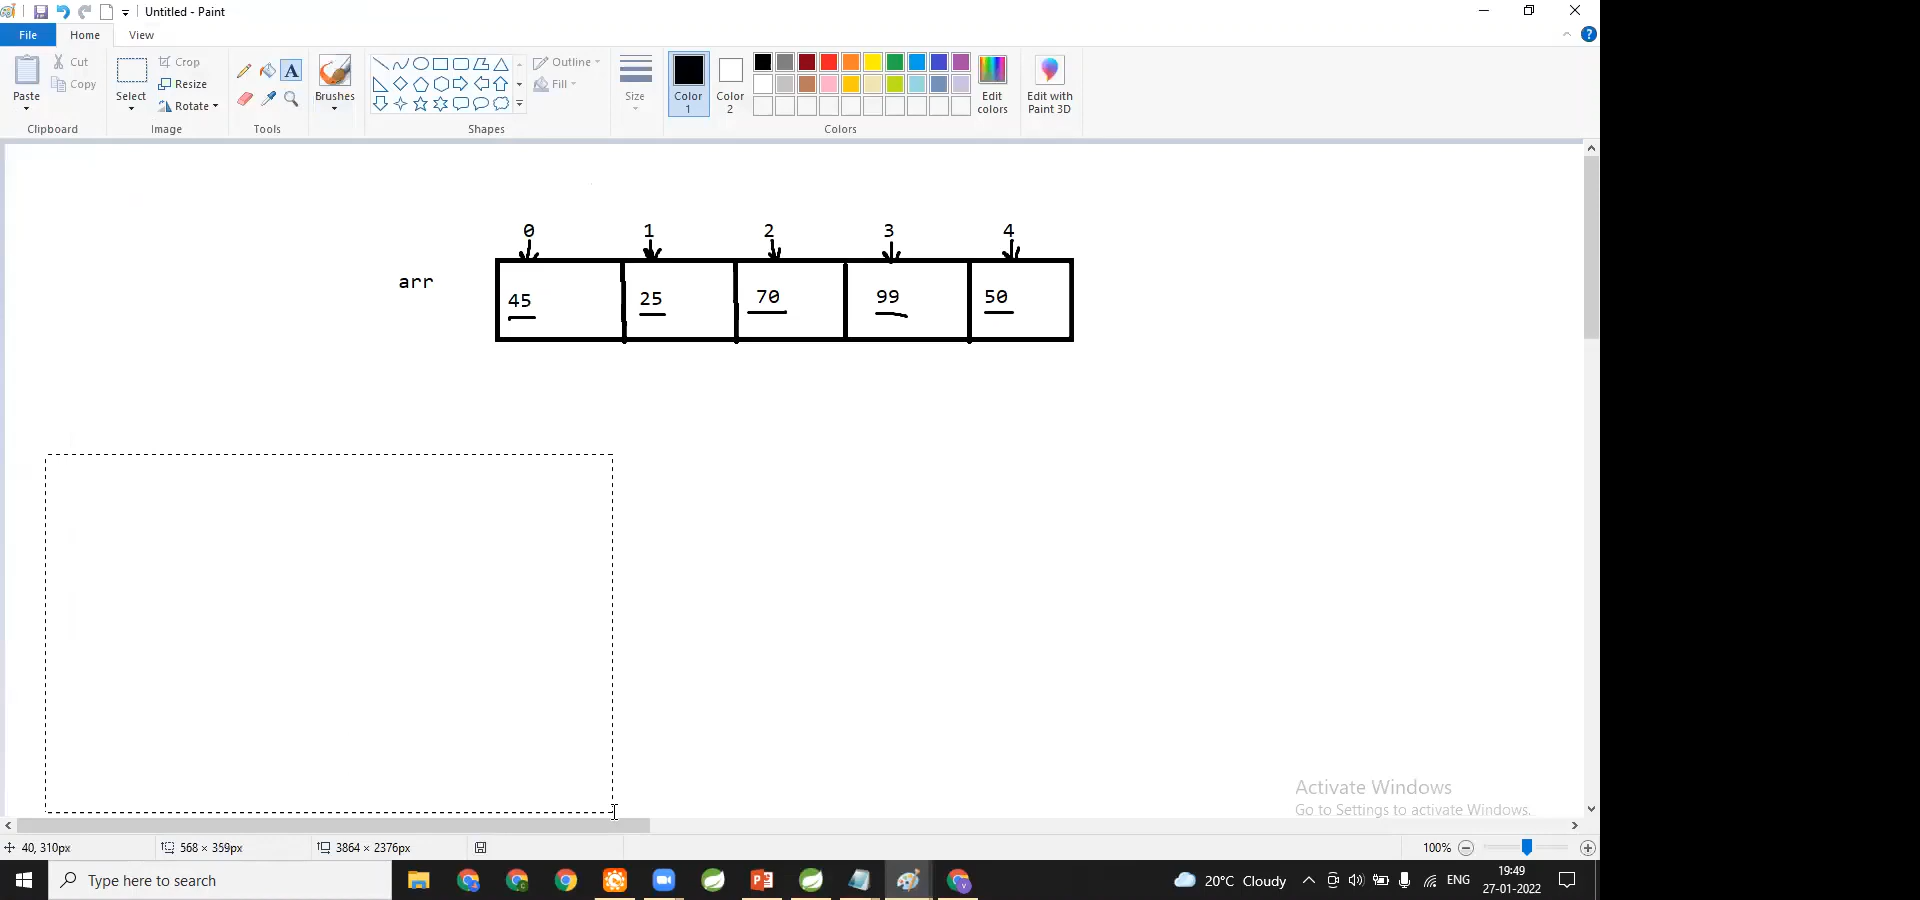 Untitled - Paint
File Home View
Paste Cut Copy Clipboard
Select Crop Resize Rotate Image
Tools
Brushes
Shapes Outline Fill
Size
Color 1 Color 2 Edit colors Colors
Edit with Paint 3D
0 1 2 3 4
arr
45 25 70 99 50
Activate Windows
Go to Settings to activate Windows.
40, 310px 568 × 359px 3864 × 2376px 100%
Type here to search
20°C Cloudy ENG 19:49
27-01-2022